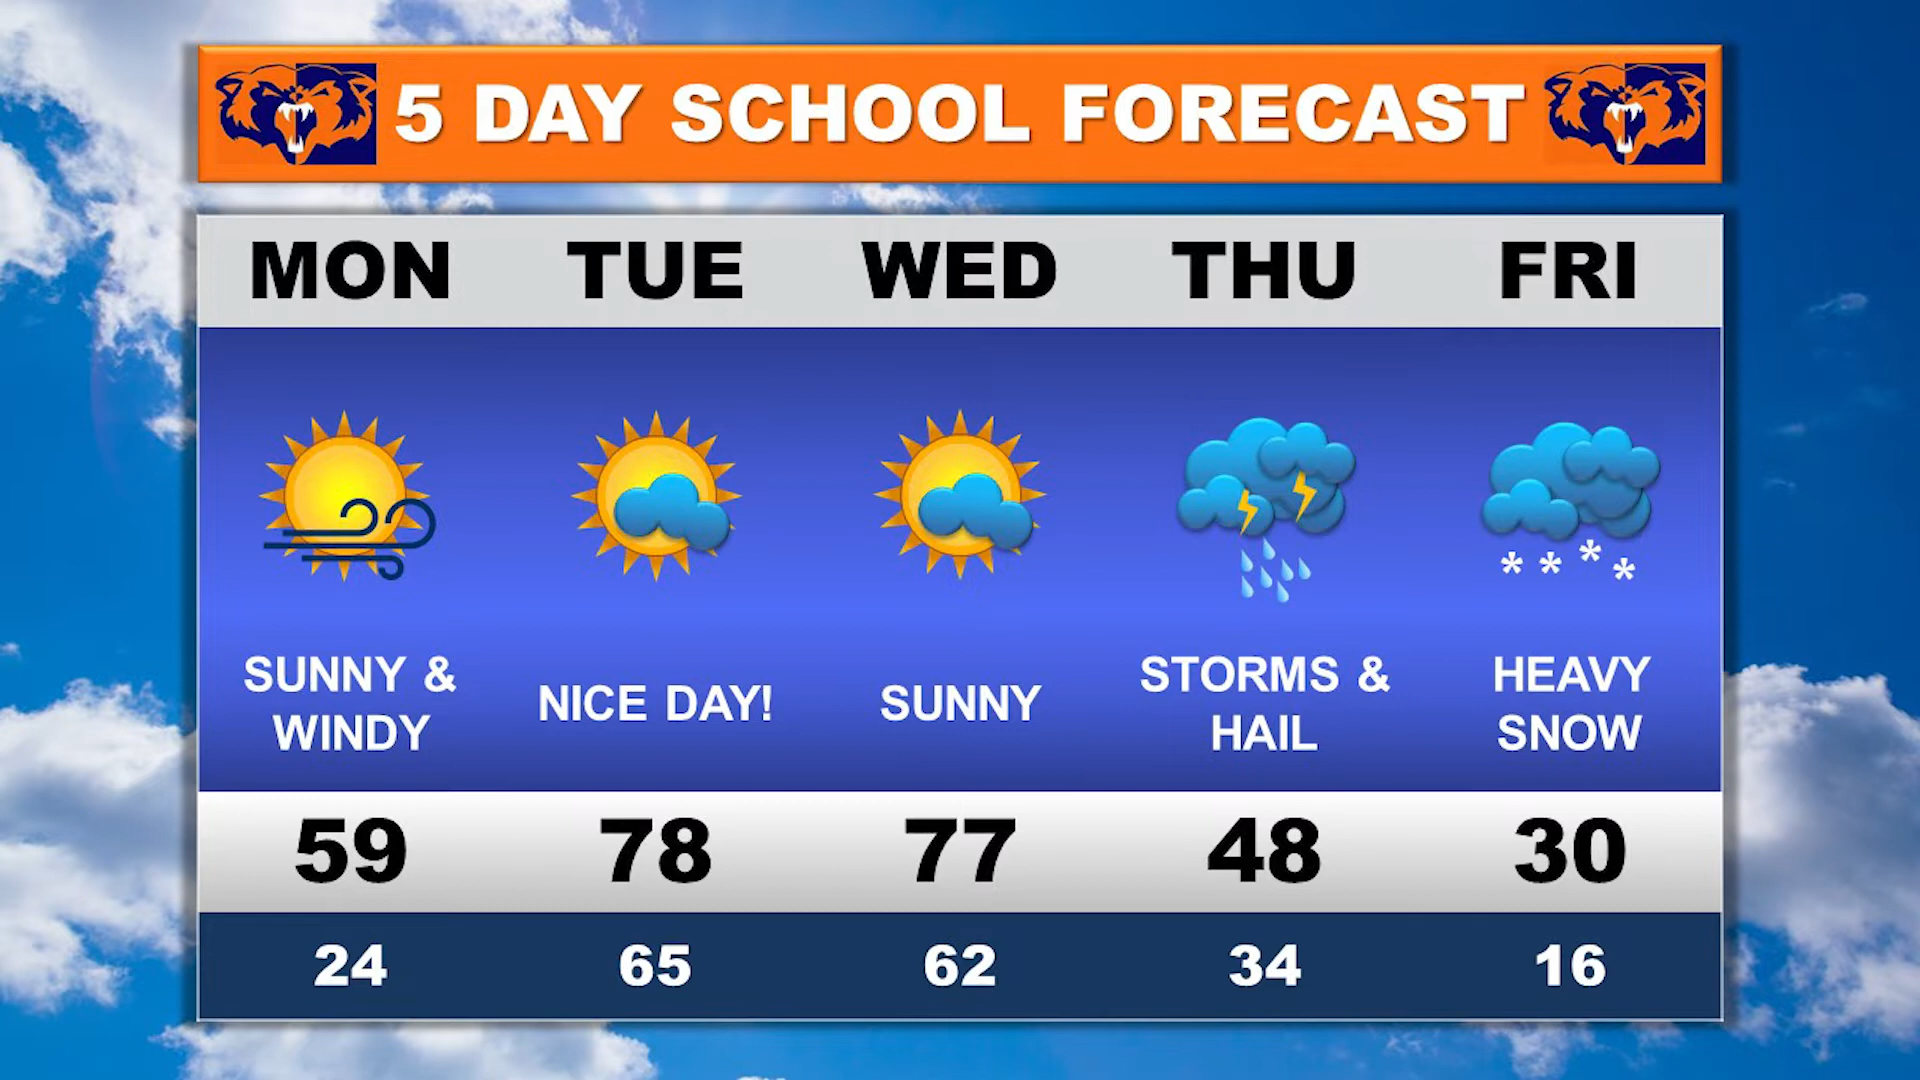 5 DAY SCHOOL FORECAST
MON TUE WED THU FRI
SUNNY & WINDY
NICE DAY!
SUNNY
STORMS & HAIL
HEAVY SNOW
59 78 77 48 30
24 65 62 34 16